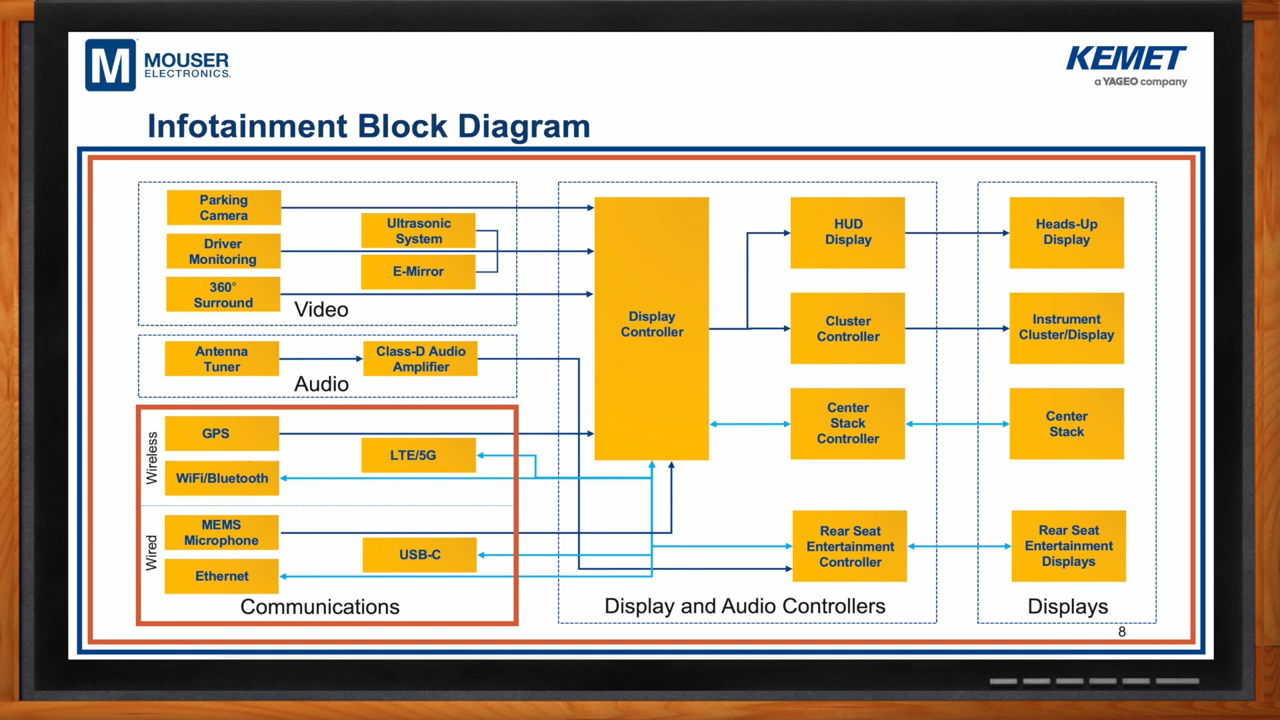 M
MOUSER
ELECTRONICS.
KEMET
a YAGEO company
Infotainment Block Diagram
Parking
Camera
Driver
Monitoring
360°
Surround
Ultrasonic
System
E-Mirror
Video
Antenna
Tuner
Class-D Audio
Amplifier
Audio
Wireless
GPS
LTE/5G
WiFi/Bluetooth
Wired
MEMS
Microphone
USB-C
Ethernet
Communications
Display
Controller
HUD
Display
Cluster
Controller
Center
Stack
Controller
Rear Seat
Entertainment
Controller
Display and Audio Controllers
Heads-Up
Display
Instrument
Cluster/Display
Center
Stack
Rear Seat
Entertainment
Displays
Displays
8